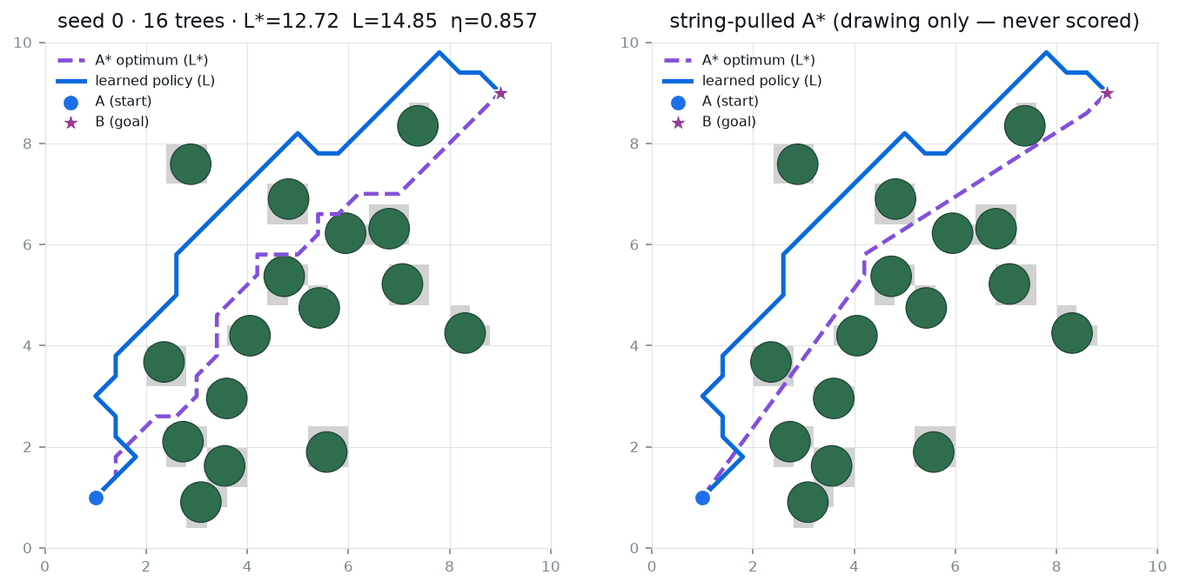 seed 0 · 16 trees · L*=12.72 L=14.85 η=0.857
10
8
6
4
2
0
A* optimum (L*)
learned policy (L)
A (start)
B (goal)
0 2 4 6 8 10
string-pulled A* (drawing only — never scored)
10
8
6
4
2
0
A* optimum (L*)
learned policy (L)
A (start)
B (goal)
0 2 4 6 8 10